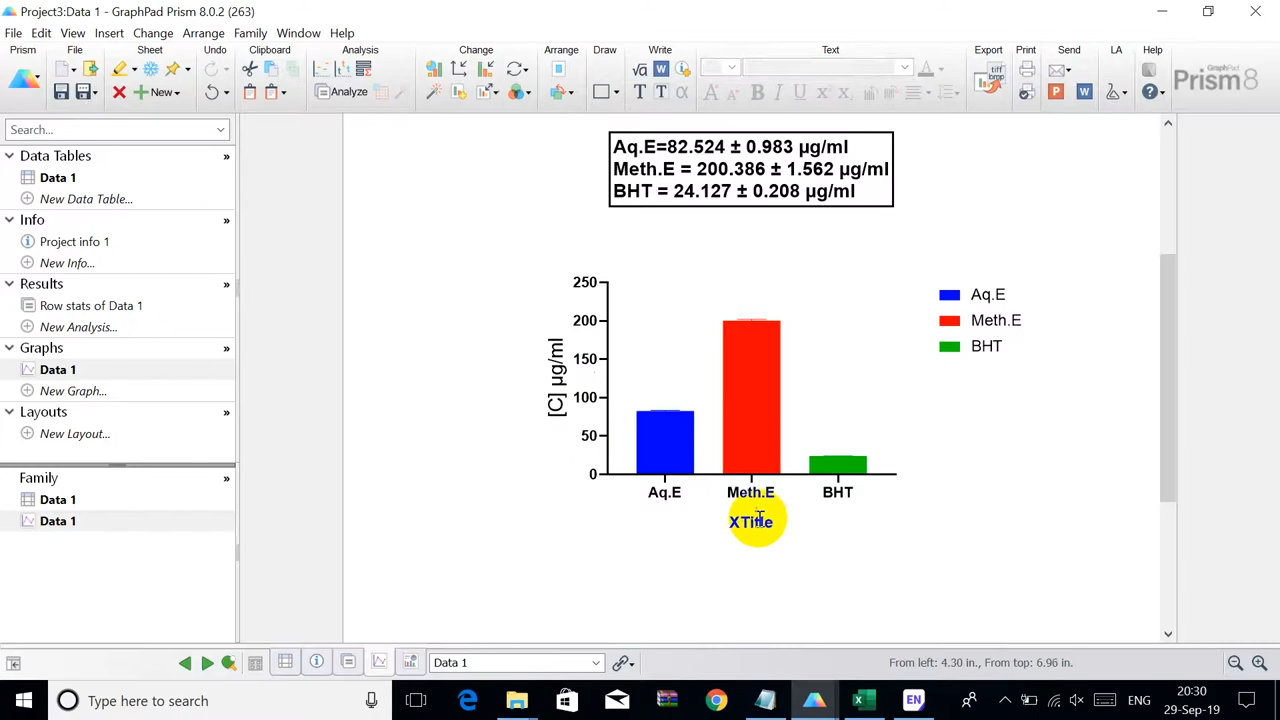 Project3:Data 1 - GraphPad Prism 8.0.2 (263)
File Edit View Insert Change Arrange Family Window Help
Prism File Sheet Undo Clipboard Analysis Change Arrange Draw Write Text Export Print Send LA Help
New
Analyze
tiff
bmp
GraphPad
Prism 8
Search...
Data Tables
Data 1
New Data Table...
Info
Project info 1
New Info...
Results
Row stats of Data 1
New Analysis...
Graphs
Data 1
New Graph...
Layouts
New Layout...
Family
Data 1
Data 1
Aq.E=82.524 ± 0.983 µg/ml
Meth.E = 200.386 ± 1.562 µg/ml
BHT = 24.127 ± 0.208 µg/ml
[C] µg/ml
250
200
150
100
50
0
Aq.E Meth.E BHT
XTitle
Aq.E
Meth.E
BHT
Data 1
From left: 4.30 in., From top: 6.96 in.
Type here to search
EN
ENG
20:30
29-Sep-19